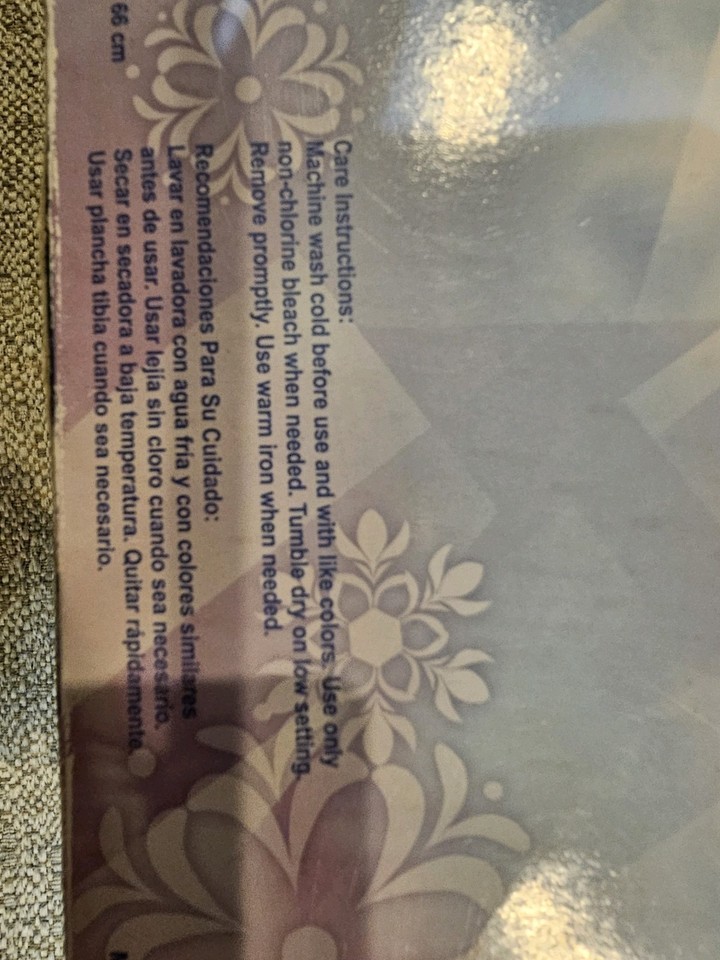 66 cm
Care Instructions:
Machine wash cold before use and with like colors. Use only
non-chlorine bleach when needed. Tumble dry on low setting.
Remove promptly. Use warm iron when needed.
Recomendaciones Para Su Cuidado:
Lavar en lavadora con agua fría y con colores similares
antes de usar. Usar lejía sin cloro cuando sea necesario.
Secar en secadora a baja temperatura. Quitar rápidamente.
Usar plancha tibia cuando sea necesario.